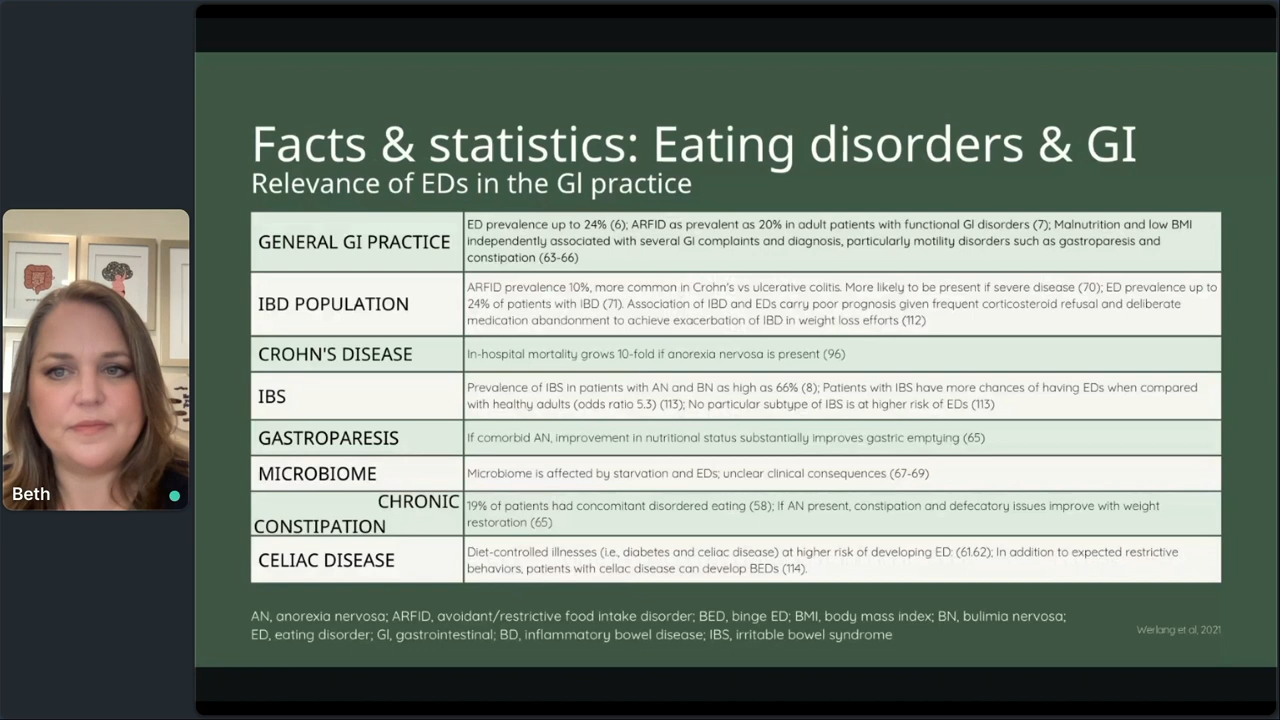 Facts & statistics: Eating disorders & GI
Relevance of EDs in the GI practice
GENERAL GI PRACTICE
ED prevalence up to 24% (6); ARFID as prevalent as 20% in adult patients with functional GI disorders (7); Malnutrition and low BMI
independently associated with several GI complaints and diagnosis, particularly motility disorders such as gastroparesis and
constipation (63-66)
IBD POPULATION
ARFID prevalence 10%, more common in Crohn's vs ulcerative colitis. More likely to be present if severe disease (70); ED prevalence up to
24% of patients with IBD (71). Association of IBD and EDs carry poor prognosis given frequent corticosteroid refusal and deliberate
medication abandonment to achieve exacerbation of IBD in weight loss efforts (112)
CROHN'S DISEASE
In-hospital mortality grows 10-fold if anorexia nervosa is present (96)
IBS
Prevalence of IBS in patients with AN and BN as high as 66% (8); Patients with IBS have more chances of having EDs when compared
with healthy adults (odds ratio 5.3) (113); No particular subtype of IBS is at higher risk of EDs (113)
GASTROPARESIS
If comorbid AN, improvement in nutritional status substantially improves gastric emptying (65)
MICROBIOME
Microbiome is affected by starvation and EDs; unclear clinical consequences (67-69)
CHRONIC
CONSTIPATION
19% of patients had concomitant disordered eating (58); If AN present, constipation and defecatory issues improve with weight
restoration (65)
CELIAC DISEASE
Diet-controlled illnesses (i.e., diabetes and celiac disease) at higher risk of developing ED: (61.62); In addition to expected restrictive
behaviors, patients with cellac disease can develop BEDs (114).
AN, anorexia nervosa; ARFID, avoidant/restrictive food intake disorder; BED, binge ED; BMI, body mass index; BN, bulimia nervosa;
ED, eating disorder; GI, gastrointestinal; BD, inflammatory bowel disease; IBS, irritable bowel syndrome
Werlang et al, 2021
Beth